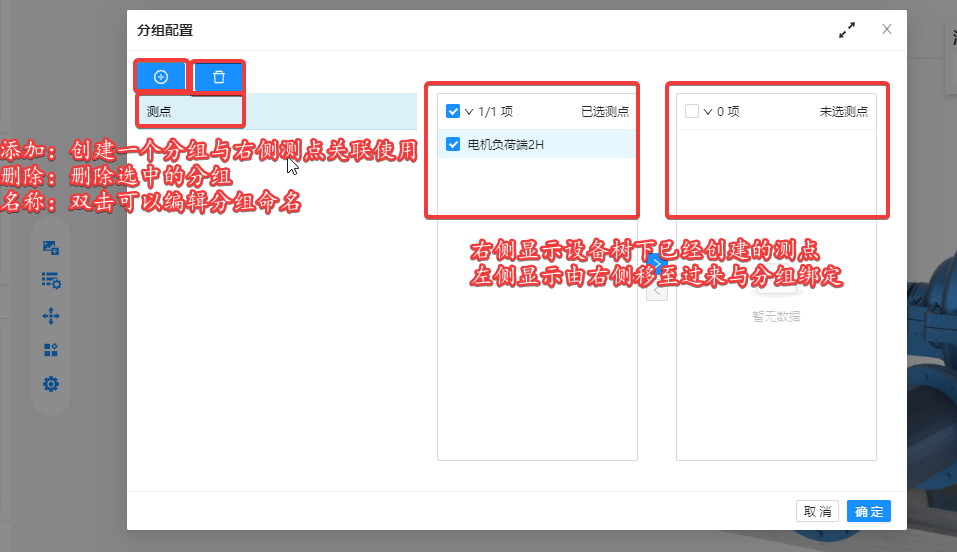 分组配置
测点
添加：创建一个分组与右侧测点关联使用
删除：删除选中的分组
名称：双击可以编辑分组命名
1/1 项
已选测点
电机负荷端2H
0 项
未选测点
右侧显示设备树下已经创建的测点
左侧显示由右侧移至过来与分组绑定
暂无数据
取 消
确 定